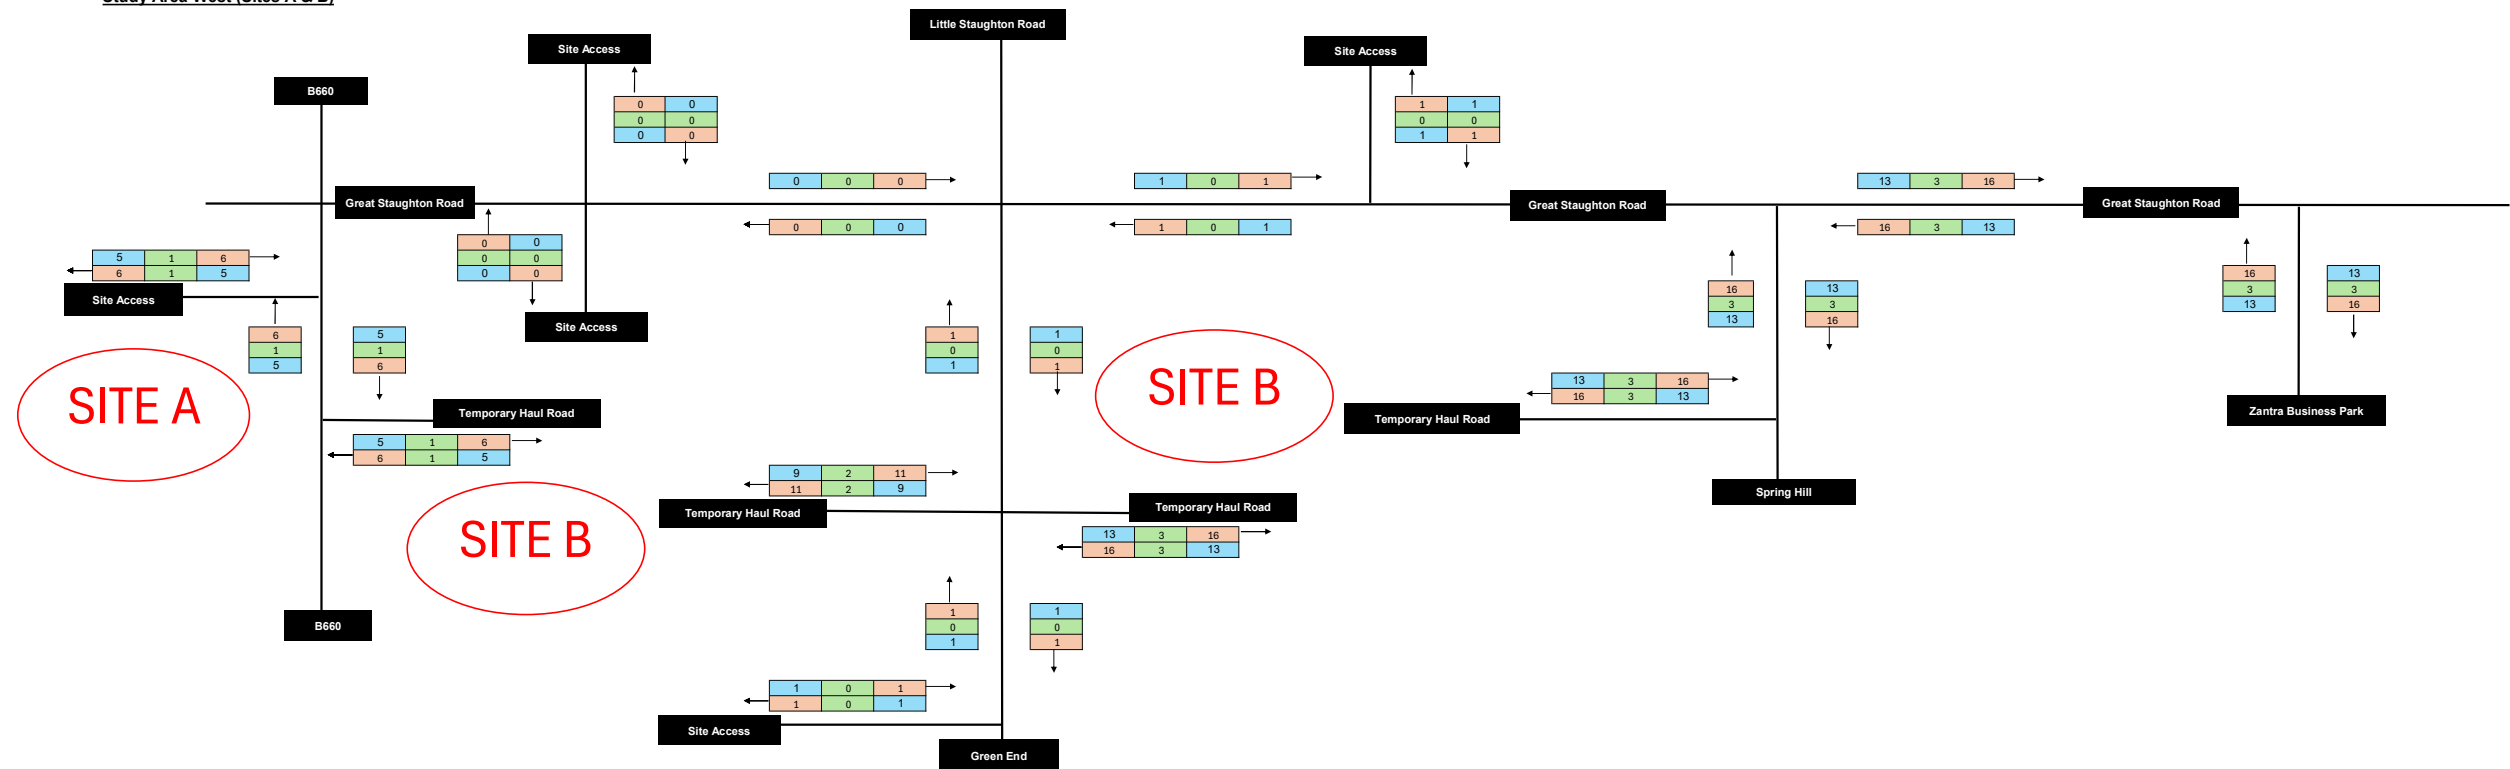 Study Area West (Sites A & B)
Little Staughton Road
Site Access
Site Access
B660
0 0
0 0
0 0
1 1
0 0
1 1
0 0 0
1 0 1
13 3 16
Great Staughton Road
Great Staughton Road
Great Staughton Road
0 0 0
1 0 1
16 3 13
0 0
0 0
0 0
5 1 6
6 1 5
Site Access
16
3
13
13
3
16
16
3
13
13
3
16
Site Access
6
1
5
5
1
6
1
0
1
1
0
1
SITE A
SITE B
13 3 16
16 3 13
Temporary Haul Road
Temporary Haul Road
Zantra Business Park
5 1 6
6 1 5
9 2 11
11 2 9
Temporary Haul Road
Temporary Haul Road
Spring Hill
SITE B
13 3 16
16 3 13
B660
1
0
1
1
0
1
1 0 1
1 0 1
Site Access
Green End